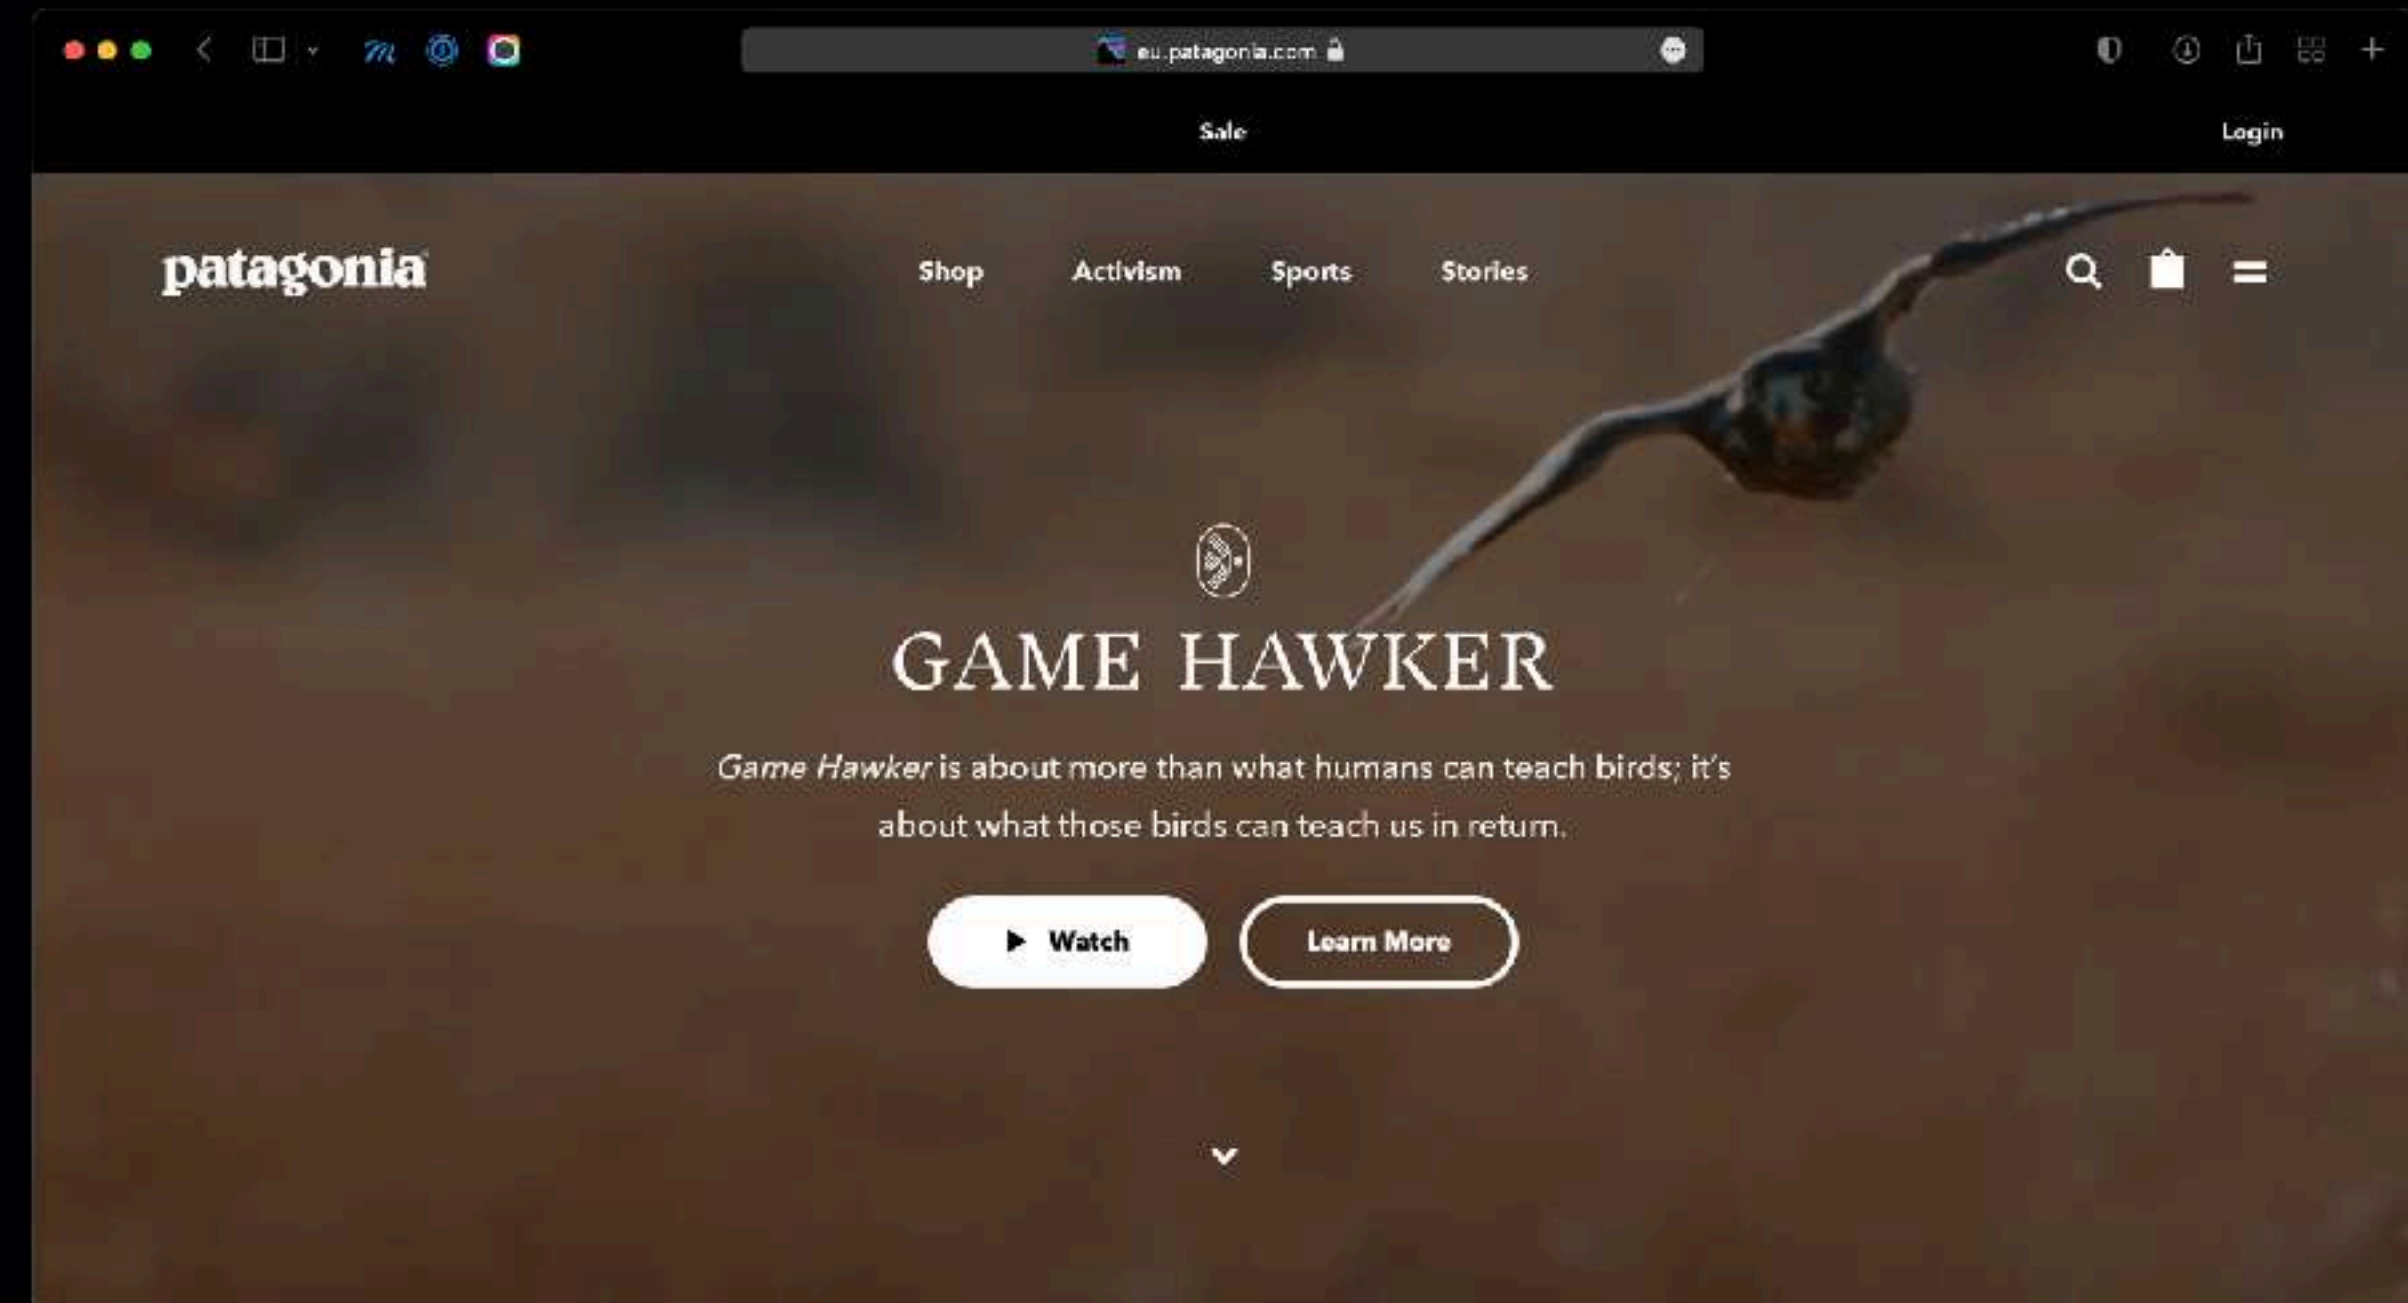 eu.patagonia.com
Sale
Login
patagonia
Shop
Activism
Sports
Stories
GAME HAWKER
Game Hawker is about more than what humans can teach birds; it's
about what those birds can teach us in return.
Watch
Learn More